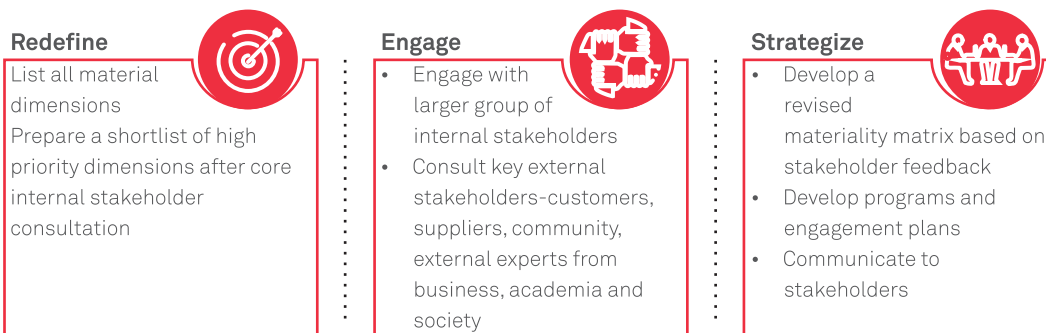 Redefine
List all material
dimensions
Prepare a shortlist of high
priority dimensions after core
internal stakeholder
consultation
Engage
• Engage with
larger group of
internal stakeholders
• Consult key external
stakeholders-customers,
suppliers, community,
external experts from
business, academia and
society
Strategize
• Develop a
revised
materiality matrix based on
stakeholder feedback
• Develop programs and
engagement plans
• Communicate to
stakeholders